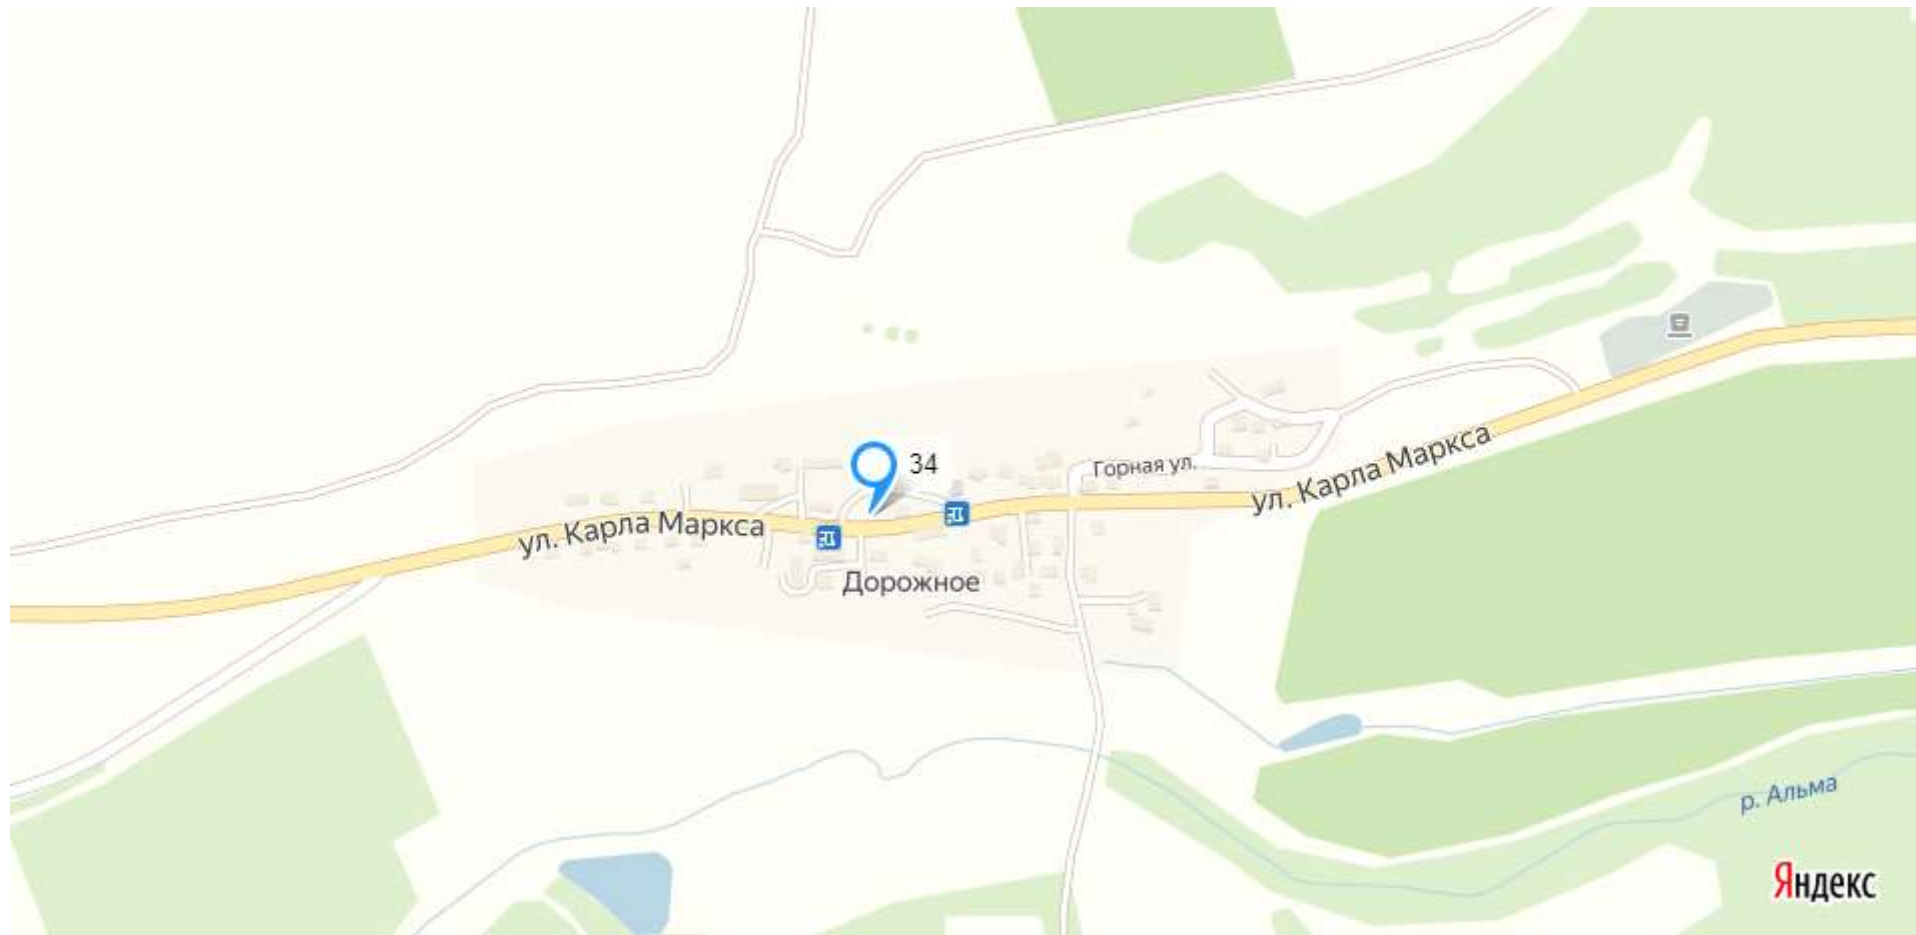 34
Горная ул.
ул. Карла Маркса
ул. Карла Маркса
Дорожное
р. Альма
Яндекс